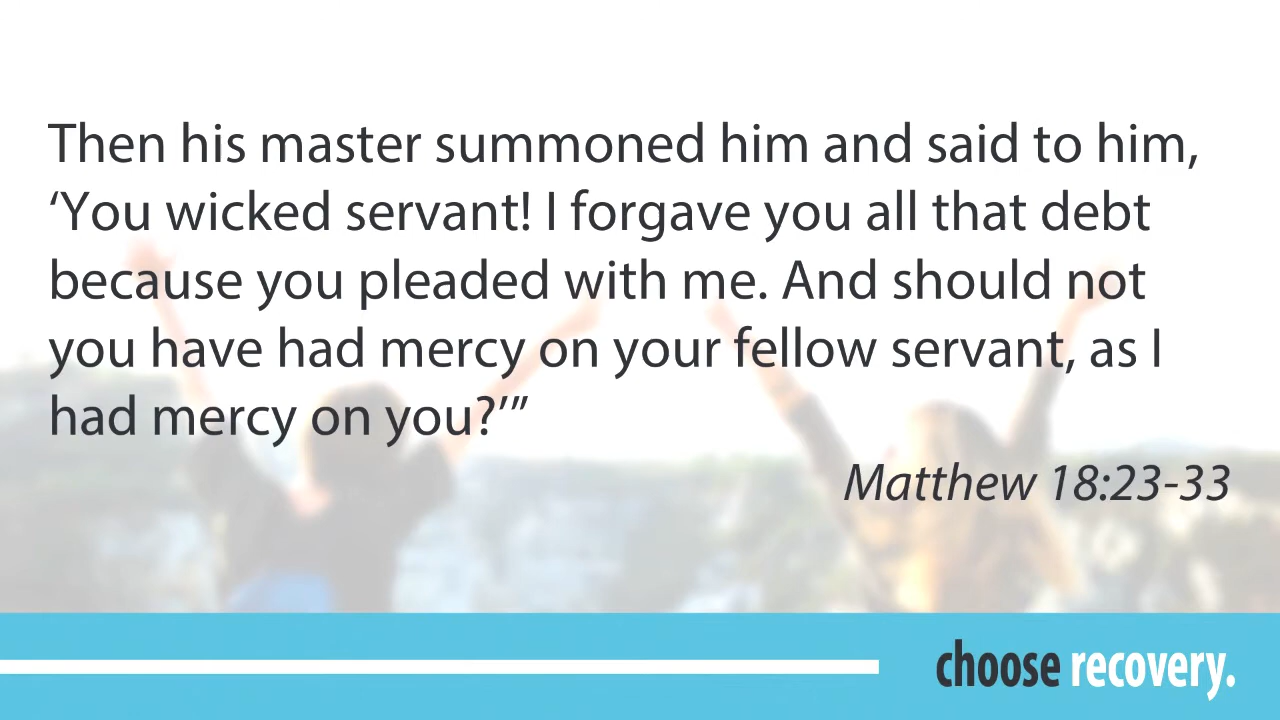 Then his master summoned him and said to him,
‘You wicked servant! I forgave you all that debt
because you pleaded with me. And should not
you have had mercy on your fellow servant, as I
had mercy on you?’”
Matthew 18:23-33
choose recovery.